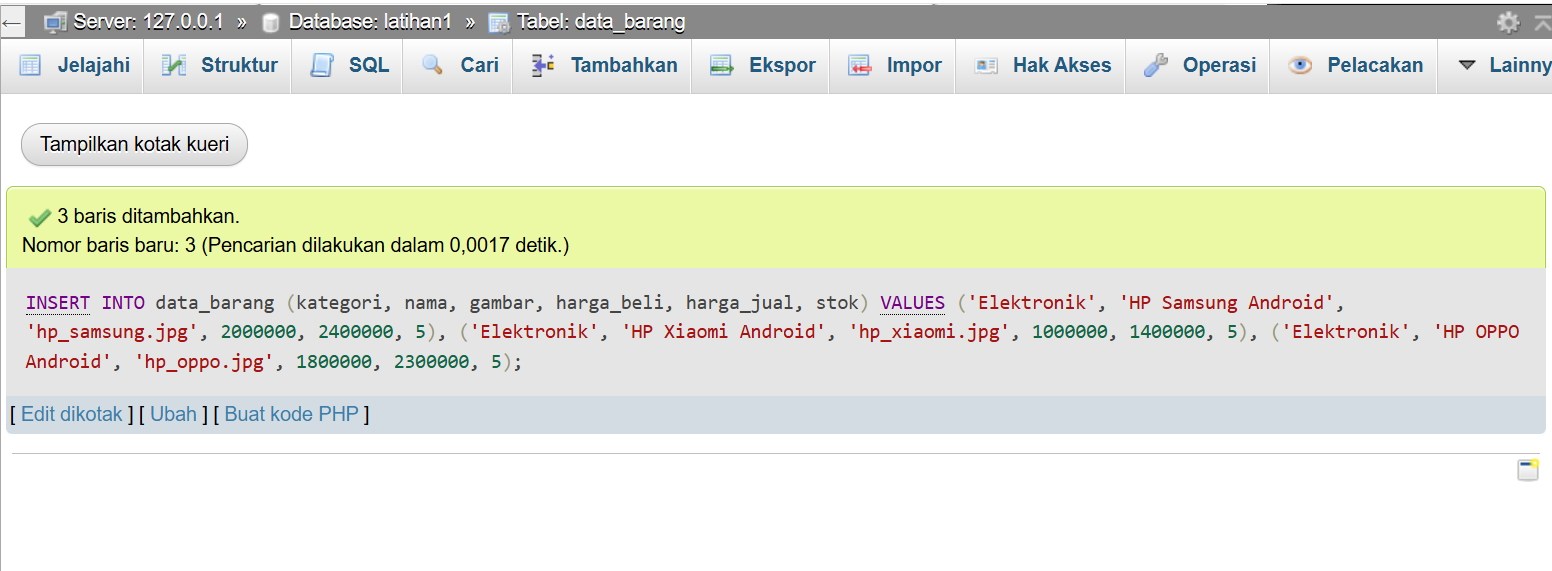 ← Server: 127.0.0.1 » Database: latihan1 » Tabel: data_barang
Jelajahi Struktur SQL Cari Tambahkan Ekspor Impor Hak Akses Operasi Pelacakan Lainny
Tampilkan kotak kueri
3 baris ditambahkan.
Nomor baris baru: 3 (Pencarian dilakukan dalam 0,0017 detik.)
INSERT INTO data_barang (kategori, nama, gambar, harga_beli, harga_jual, stok) VALUES ('Elektronik', 'HP Samsung Android',
'hp_samsung.jpg', 2000000, 2400000, 5), ('Elektronik', 'HP Xiaomi Android', 'hp_xiaomi.jpg', 1000000, 1400000, 5), ('Elektronik', 'HP OPPO
Android', 'hp_oppo.jpg', 1800000, 2300000, 5);
[ Edit dikotak ] [ Ubah ] [ Buat kode PHP ]